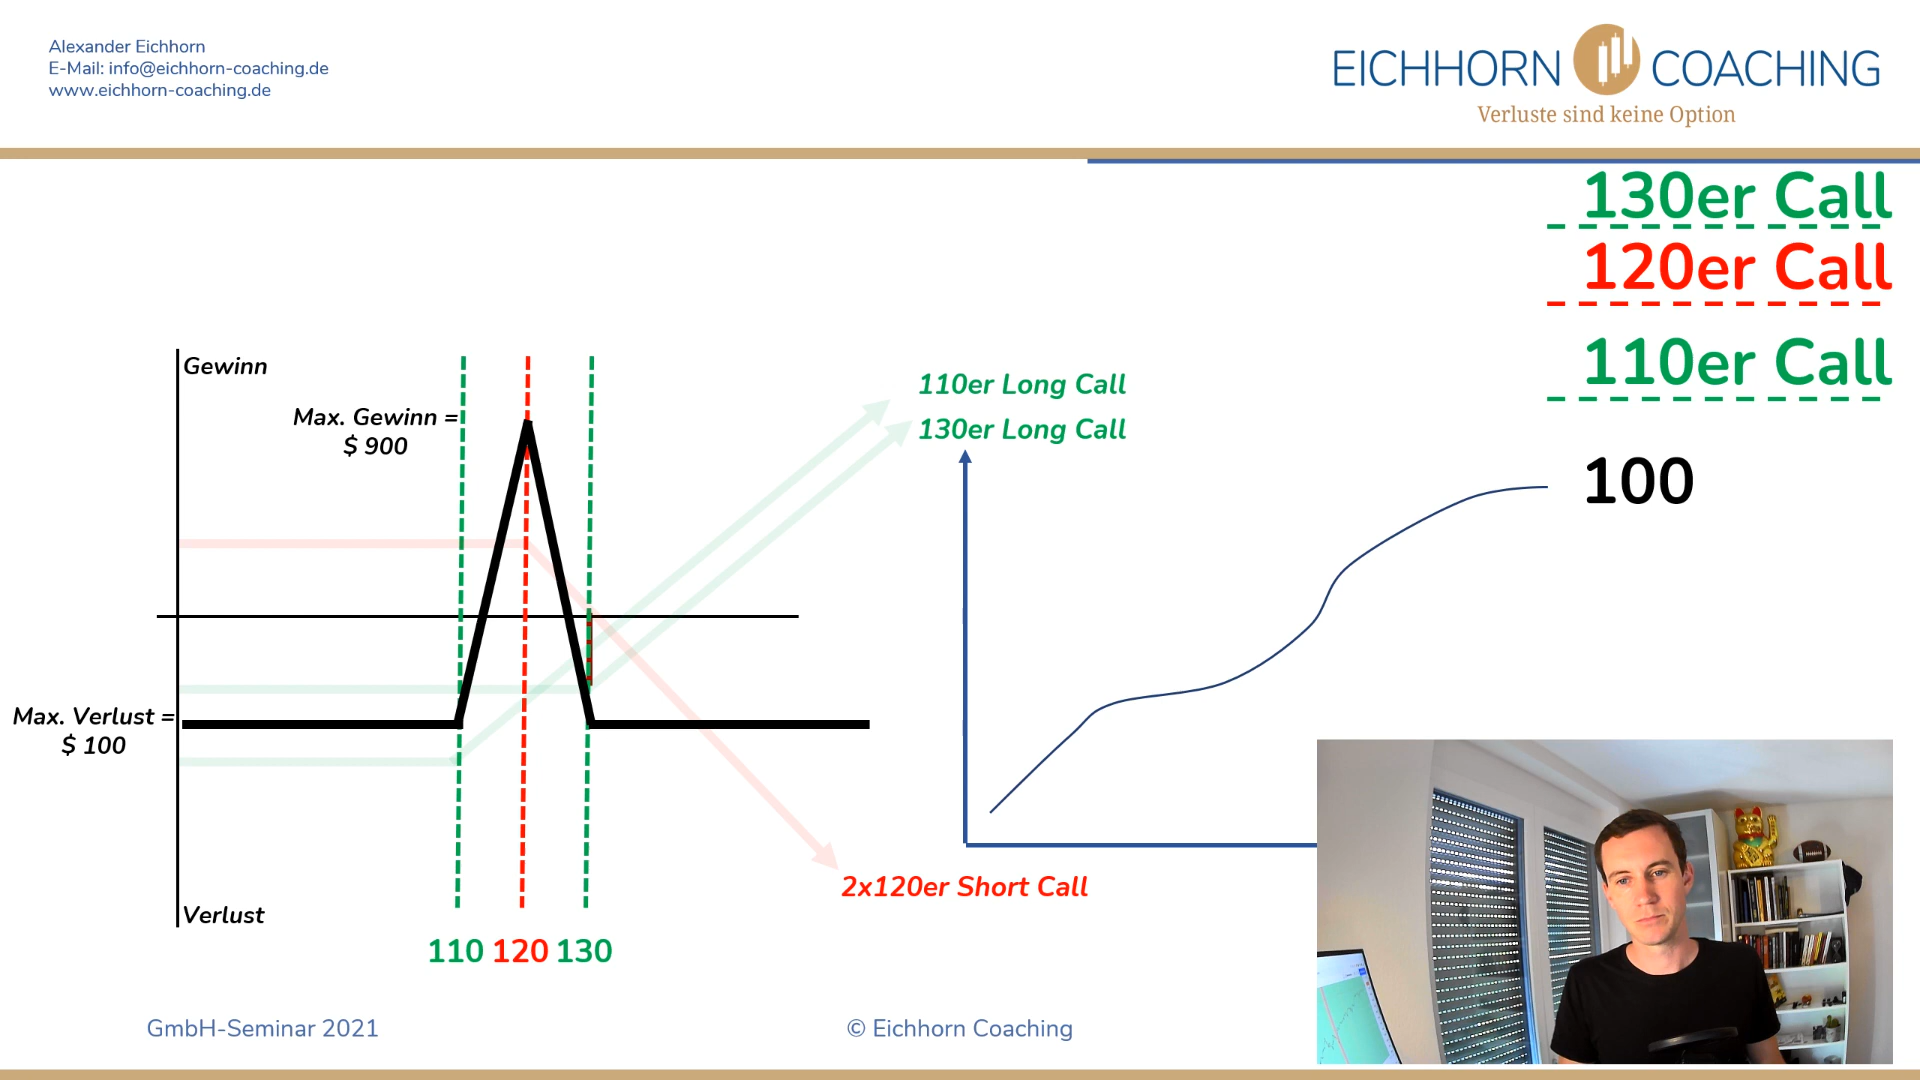 Alexander Eichhorn
E-Mail: info@eichhorn-coaching.de
www.eichhorn-coaching.de
EICHHORN COACHING
Verluste sind keine Option
130er Call
120er Call
110er Call
100
Gewinn
Max. Gewinn =
$ 900
Max. Verlust =
$ 100
Verlust
110 120 130
110er Long Call
130er Long Call
2x120er Short Call
GmbH-Seminar 2021
© Eichhorn Coaching